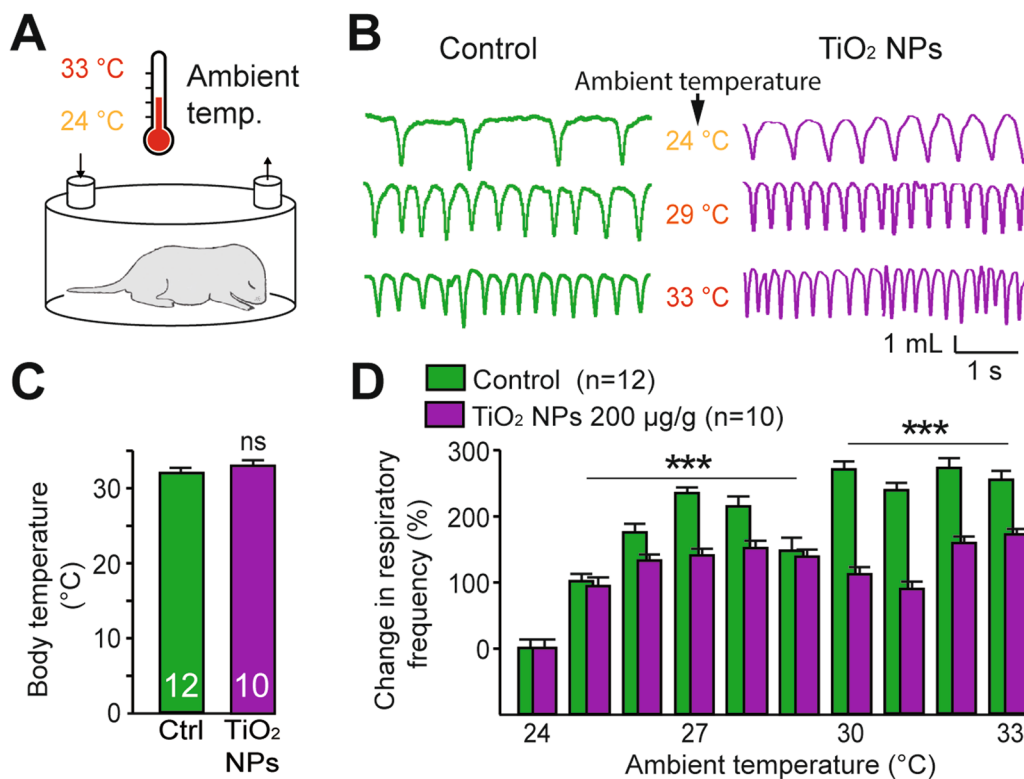 A
33 °C
24 °C
Ambient
temp.
B
Control
TiO₂ NPs
Ambient temperature
24 °C
29 °C
33 °C
1 mL
1 s
C
Body temperature
(°C)
30
20
10
0
ns
12
10
Ctrl
TiO₂
NPs
D
Control (n=12)
TiO₂ NPs 200 µg/g (n=10)
Change in respiratory
frequency (%)
300
200
100
0
***
***
24
27
30
33
Ambient temperature (°C)